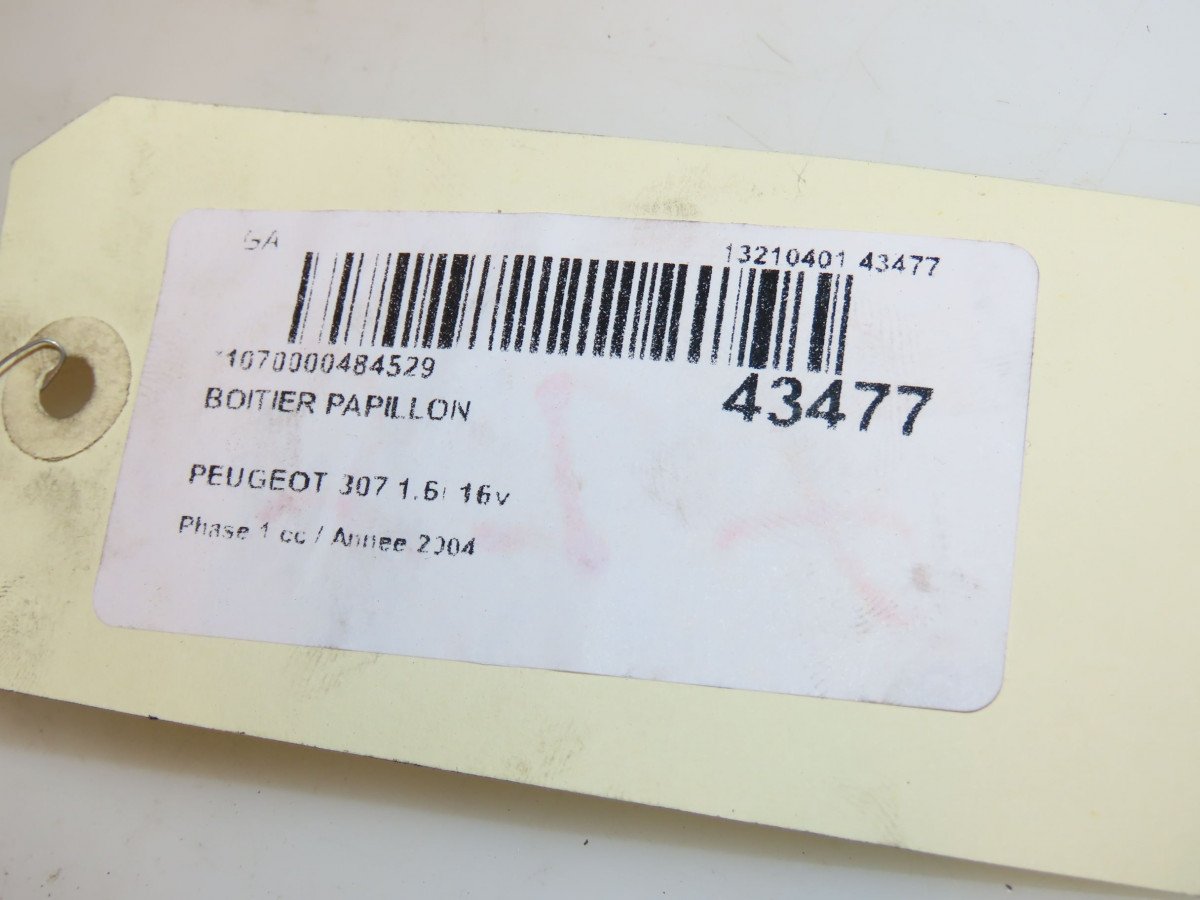 GA
13210401 43477
*1070000484529
43477
BOITIER PAPILLON
PEUGEOT 307 1.6i 16v
Phase 1 cc / Annee 2004